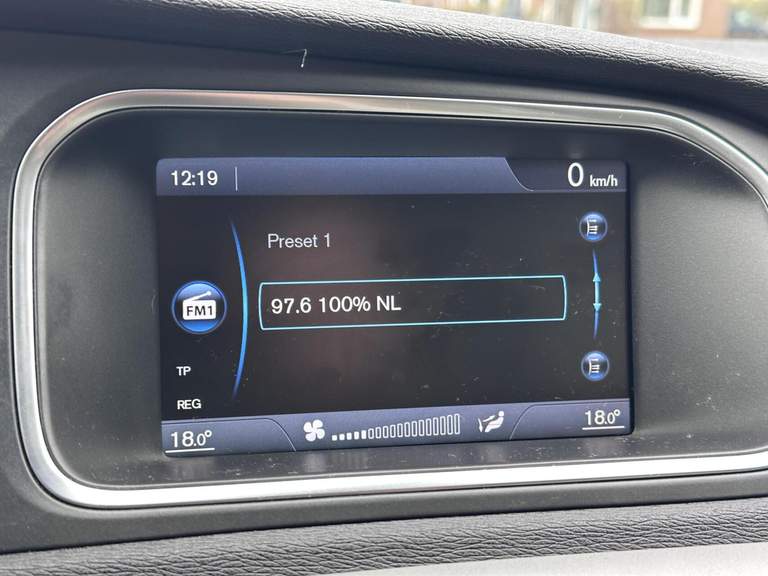 12:19
0 km/h
Preset 1
FM1
97.6 100% NL
TP
REG
18.0°
18.0°